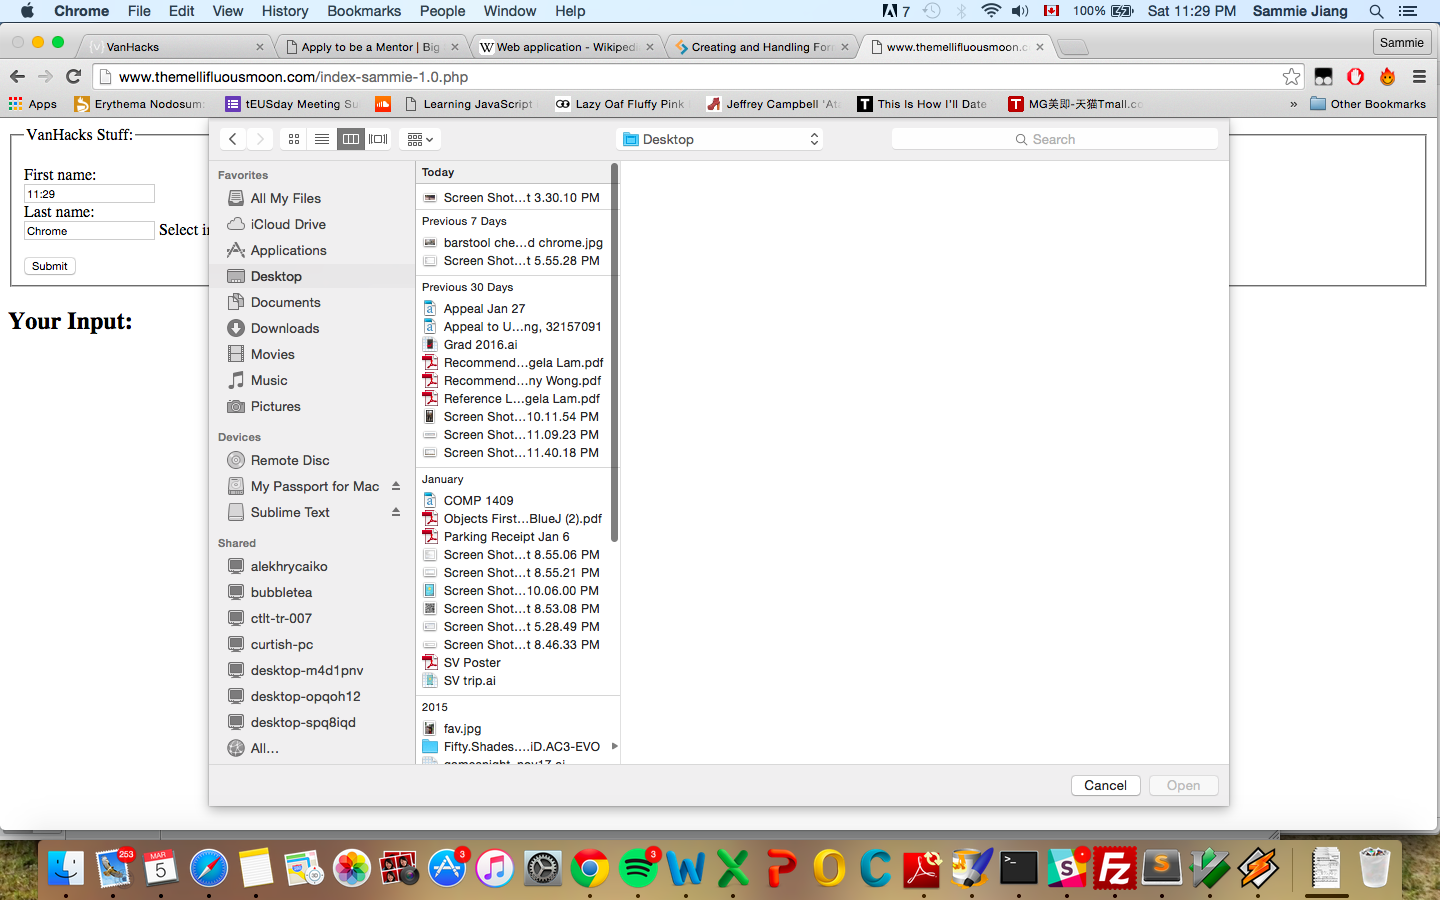 Chrome File Edit View History Bookmarks People Window Help 7 100% Sat 11:29 PM Sammie Jiang
VanHacks
Apply to be a Mentor | Big
Web application - Wikiped
Creating and Handling For
www.themellifluousmoon.c
Sammie
www.themellifluousmoon.com/index-sammie-1.0.php
Apps Erythema Nodosum: tEUSday Meeting Su Learning JavaScript Lazy Oaf Fluffy Pink Jeffrey Campbell 'At This Is How I'll Date MG美即-天猫Tmall.co » Other Bookmarks
VanHacks Stuff:
First name:
11:29
Last name:
Chrome Select i
Submit
Your Input:
Desktop
Search
Favorites
All My Files
iCloud Drive
Applications
Desktop
Documents
Downloads
Movies
Music
Pictures
Devices
Remote Disc
My Passport for Mac
Sublime Text
Shared
alekhrycaiko
bubbletea
ctlt-tr-007
curtish-pc
desktop-m4d1pnv
desktop-opqoh12
desktop-spq8iqd
All...
Today
Screen Shot...t 3.30.10 PM
Previous 7 Days
barstool che...d chrome.jpg
Screen Shot...t 5.55.28 PM
Previous 30 Days
Appeal Jan 27
Appeal to U...ng, 32157091
Grad 2016.ai
Recommend...gela Lam.pdf
Recommend...ny Wong.pdf
Reference L...gela Lam.pdf
Screen Shot...10.11.54 PM
Screen Shot...11.09.23 PM
Screen Shot...11.40.18 PM
January
COMP 1409
Objects First...BlueJ (2).pdf
Parking Receipt Jan 6
Screen Shot...t 8.55.06 PM
Screen Shot...t 8.55.21 PM
Screen Shot...10.06.00 PM
Screen Shot...t 8.53.08 PM
Screen Shot...t 5.28.49 PM
Screen Shot...t 8.46.33 PM
SV Poster
SV trip.ai
2015
fav.jpg
Fifty.Shades....iD.AC3-EVO
gamesnight_nov17.ai
Cancel
Open
253
MAR
5
3
3